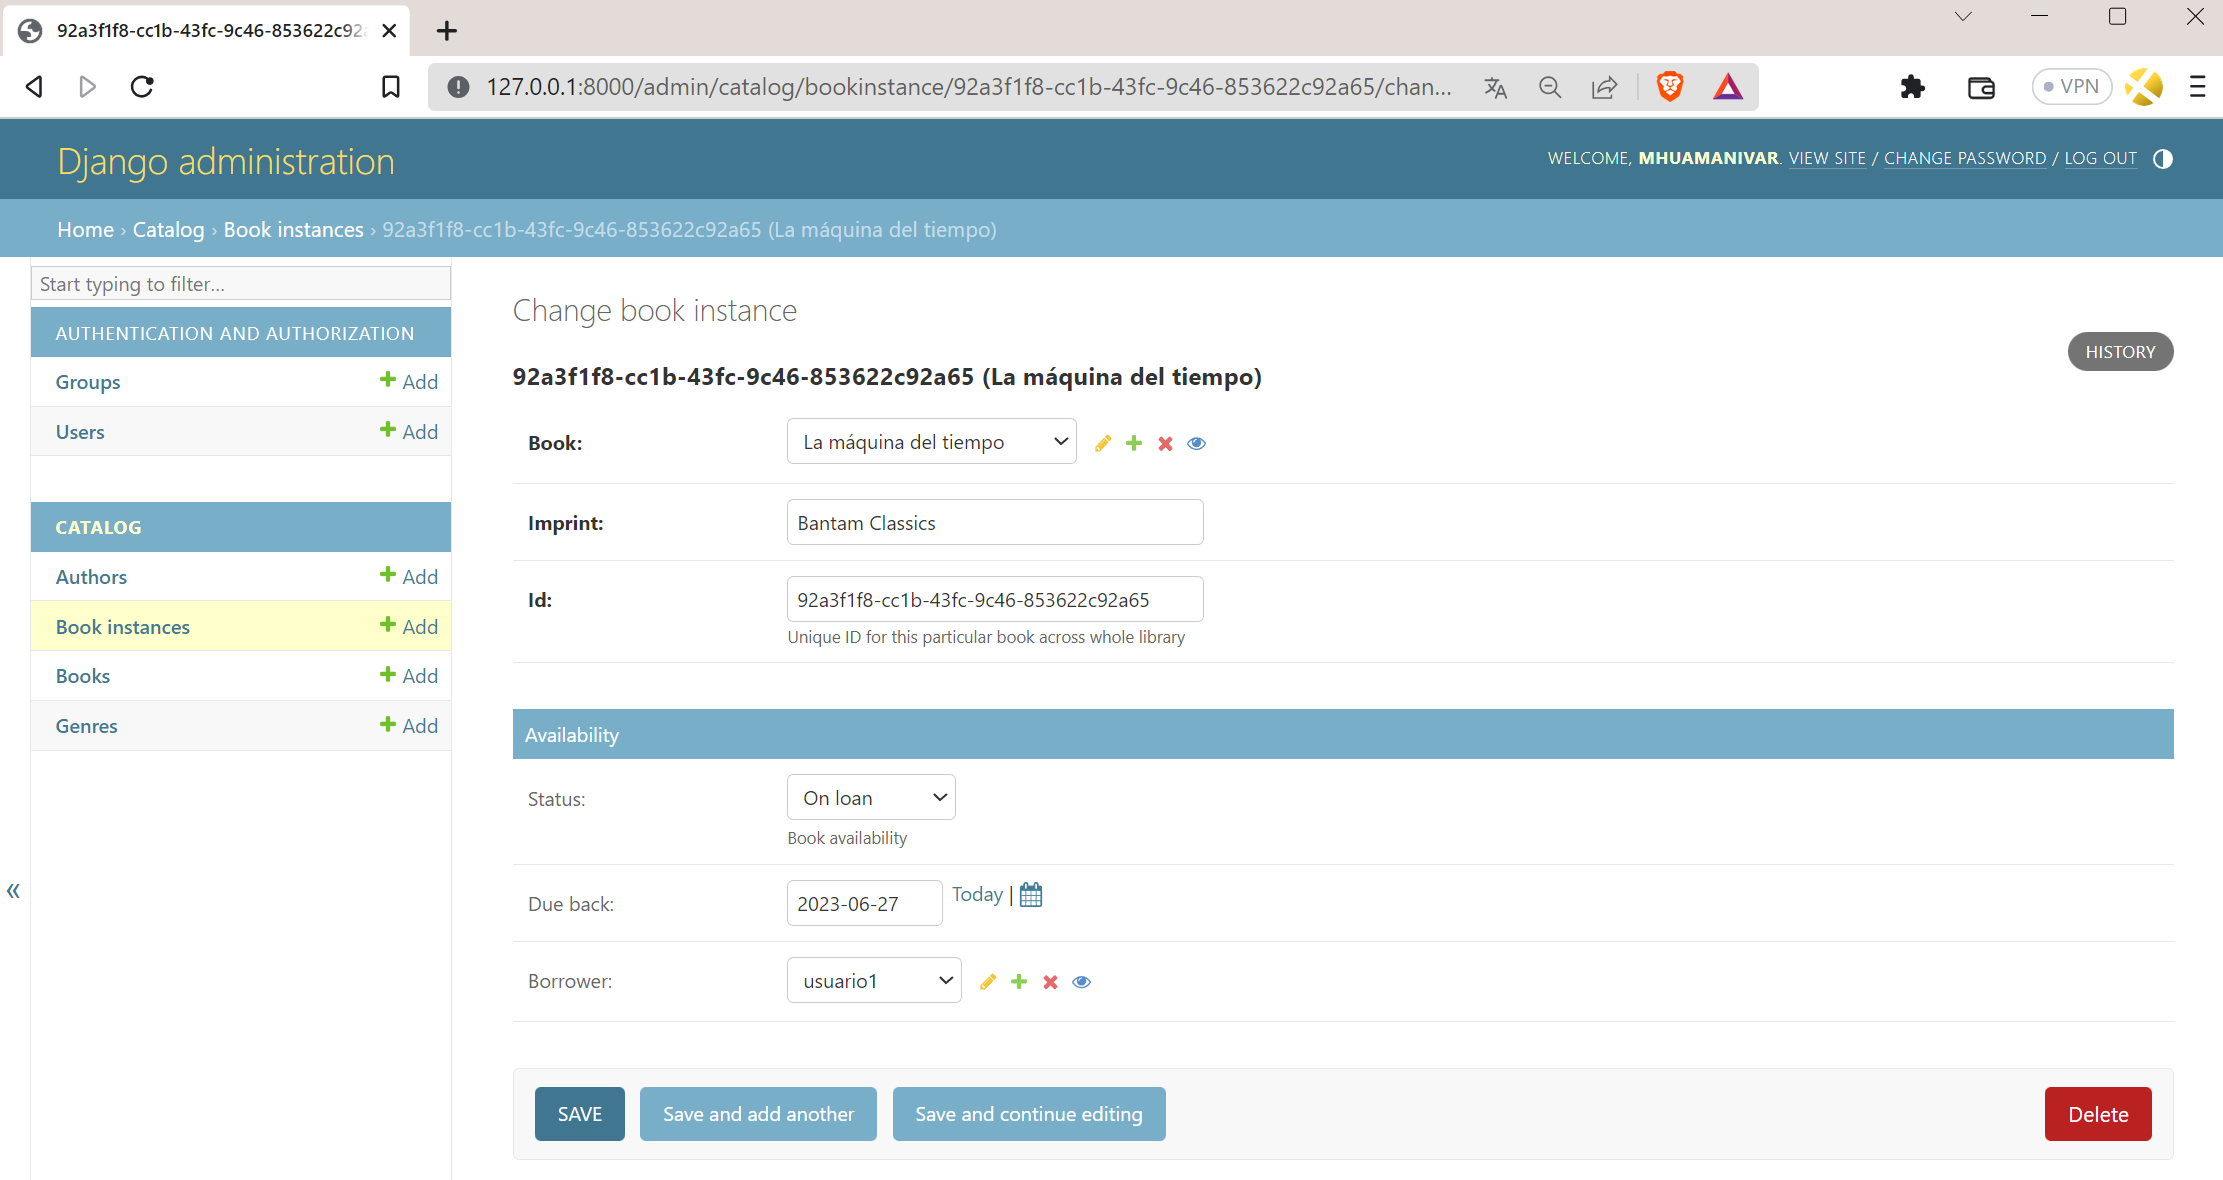 92a3f1f8-cc1b-43fc-9c46-853622c92
127.0.0.1:8000/admin/catalog/bookinstance/92a3f1f8-cc1b-43fc-9c46-853622c92a65/chan...
VPN
Django administration
WELCOME, MHUAMANIVAR. VIEW SITE / CHANGE PASSWORD / LOG OUT
Home › Catalog › Book instances › 92a3f1f8-cc1b-43fc-9c46-853622c92a65 (La máquina del tiempo)
Start typing to filter...
AUTHENTICATION AND AUTHORIZATION
Groups Add
Users Add
CATALOG
Authors Add
Book instances Add
Books Add
Genres Add
«
Change book instance
HISTORY
92a3f1f8-cc1b-43fc-9c46-853622c92a65 (La máquina del tiempo)
Book: La máquina del tiempo
Imprint: Bantam Classics
Id: 92a3f1f8-cc1b-43fc-9c46-853622c92a65
Unique ID for this particular book across whole library
Availability
Status: On loan
Book availability
Due back: 2023-06-27 Today |
Borrower: usuario1
SAVE Save and add another Save and continue editing Delete